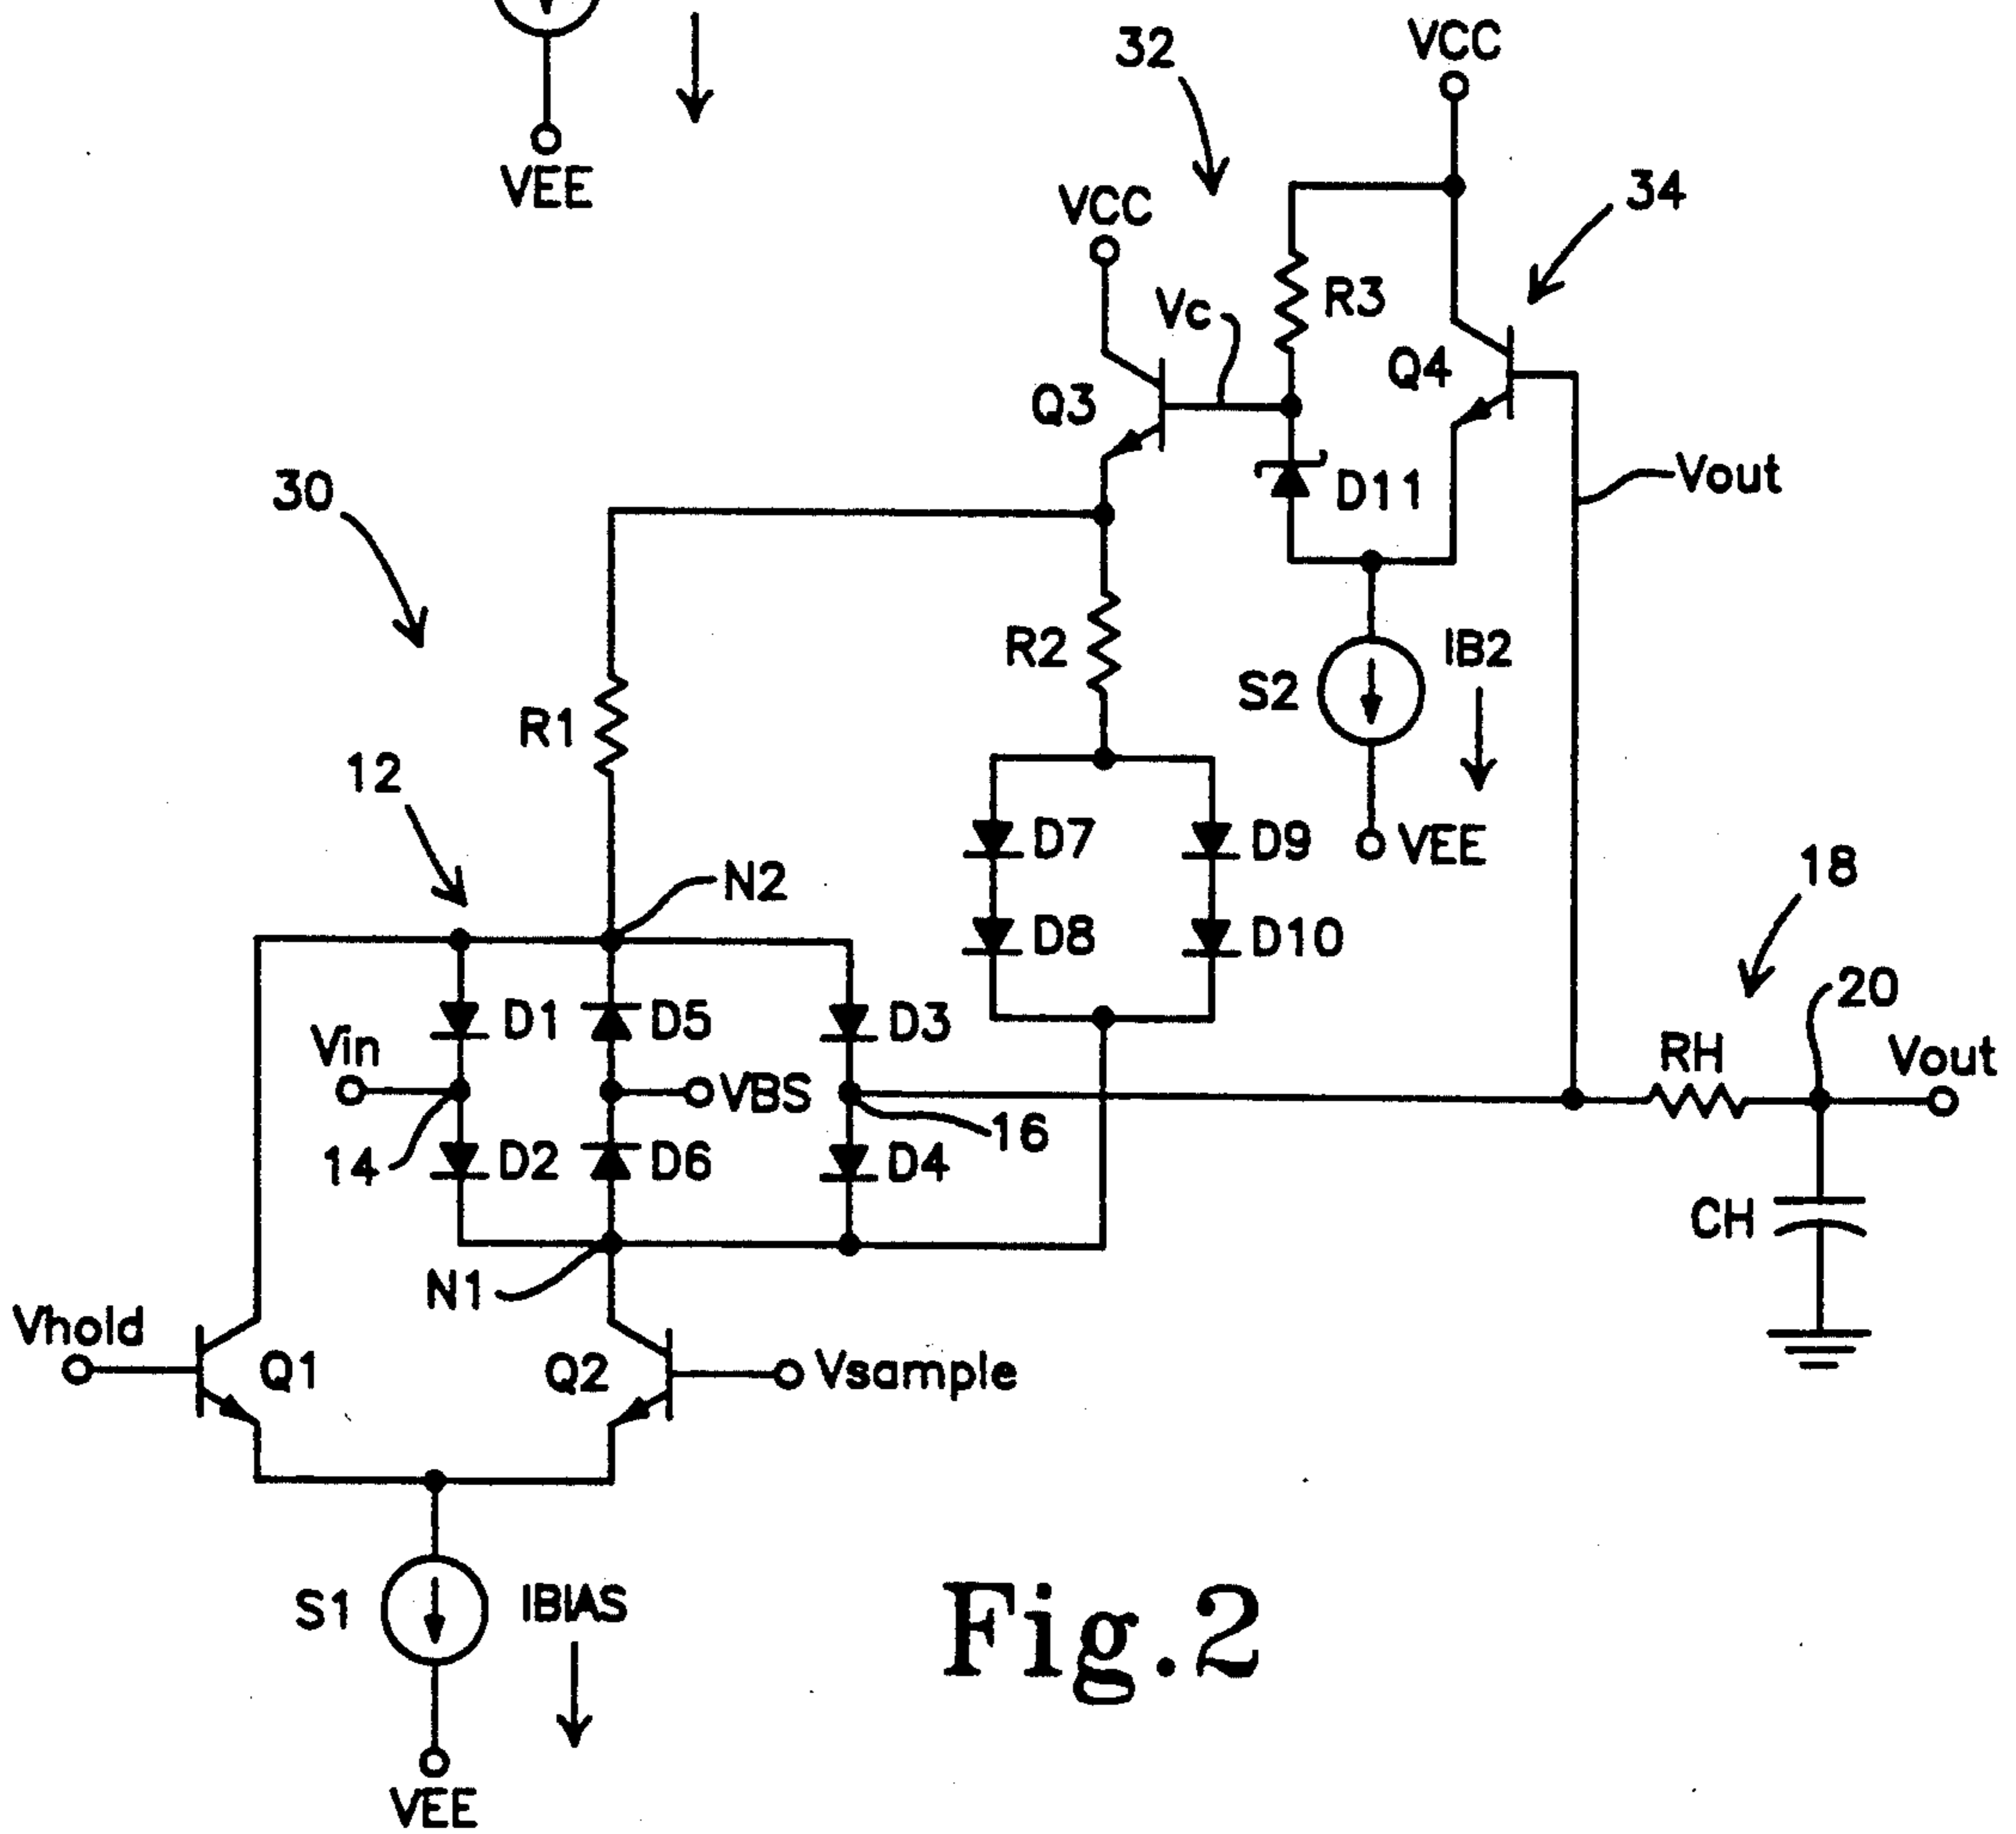 VEE
32
VCC
34
VCC
Vc
R3
Q4
Q3
Vout
D11
30
R2
IB2
S2
R1
12
D7
D9
VEE
18
N2
D8
D10
20
D1
D5
D3
Vin
VBS
RH
Vout
16
14
D2
D6
D4
CH
N1
Vhold
Q1
Q2
Vsample
S1
IBIAS
Fig.2
VEE